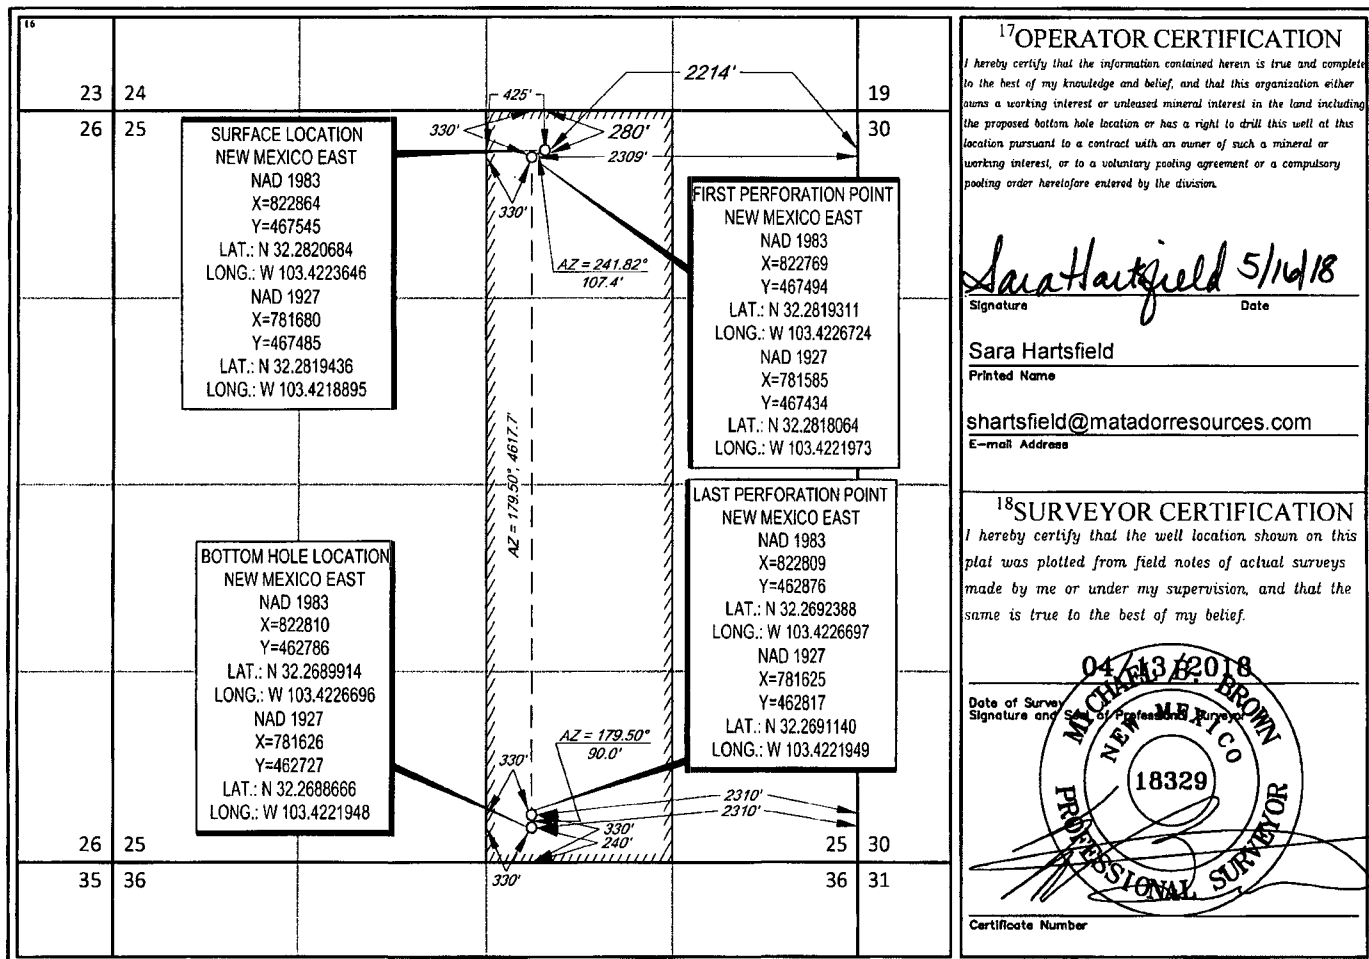 16
23 24
19
26 25
30
2214'
425'
330'
280'
2309'
330'
SURFACE LOCATION
NEW MEXICO EAST
NAD 1983
X=822864
Y=467545
LAT.: N 32.2820684
LONG.: W 103.4223646
NAD 1927
X=781680
Y=467485
LAT.: N 32.2819436
LONG.: W 103.4218895
AZ = 241.82°
107.4'
FIRST PERFORATION POINT
NEW MEXICO EAST
NAD 1983
X=822769
Y=467494
LAT.: N 32.2819311
LONG.: W 103.4226724
NAD 1927
X=781585
Y=467434
LAT.: N 32.2818064
LONG.: W 103.4221973
AZ = 179.50°, 4617.7'
BOTTOM HOLE LOCATION
NEW MEXICO EAST
NAD 1983
X=822810
Y=462786
LAT.: N 32.2689914
LONG.: W 103.4226696
NAD 1927
X=781626
Y=462727
LAT.: N 32.2688666
LONG.: W 103.4221948
LAST PERFORATION POINT
NEW MEXICO EAST
NAD 1983
X=822809
Y=462876
LAT.: N 32.2692388
LONG.: W 103.4226697
NAD 1927
X=781625
Y=462817
LAT.: N 32.2691140
LONG.: W 103.4221949
AZ = 179.50°
90.0'
330'
2310'
2310'
330'
240'
330'
26 25
25 30
35 36
36 31
17OPERATOR CERTIFICATION
I hereby certify that the information contained herein is true and complete
to the best of my knowledge and belief, and that this organization either
owns a working interest or unleased mineral interest in the land including
the proposed bottom hole location or has a right to drill this well at this
location pursuant to a contract with an owner of such a mineral or
working interest, or to a voluntary pooling agreement or a compulsory
pooling order heretofore entered by the division.
Sara Hartsfield 5/16/18
Signature Date
Sara Hartsfield
Printed Name
shartsfield@matadorresources.com
E-mail Address
18SURVEYOR CERTIFICATION
I hereby certify that the well location shown on this
plat was plotted from field notes of actual surveys
made by me or under my supervision, and that the
same is true to the best of my belief.
04/13/2018
Date of Survey
Signature and Seal of Professional Surveyor
MICHAEL B. BROWN
NEW MEXICO
18329
PROFESSIONAL SURVEYOR
Certificate Number